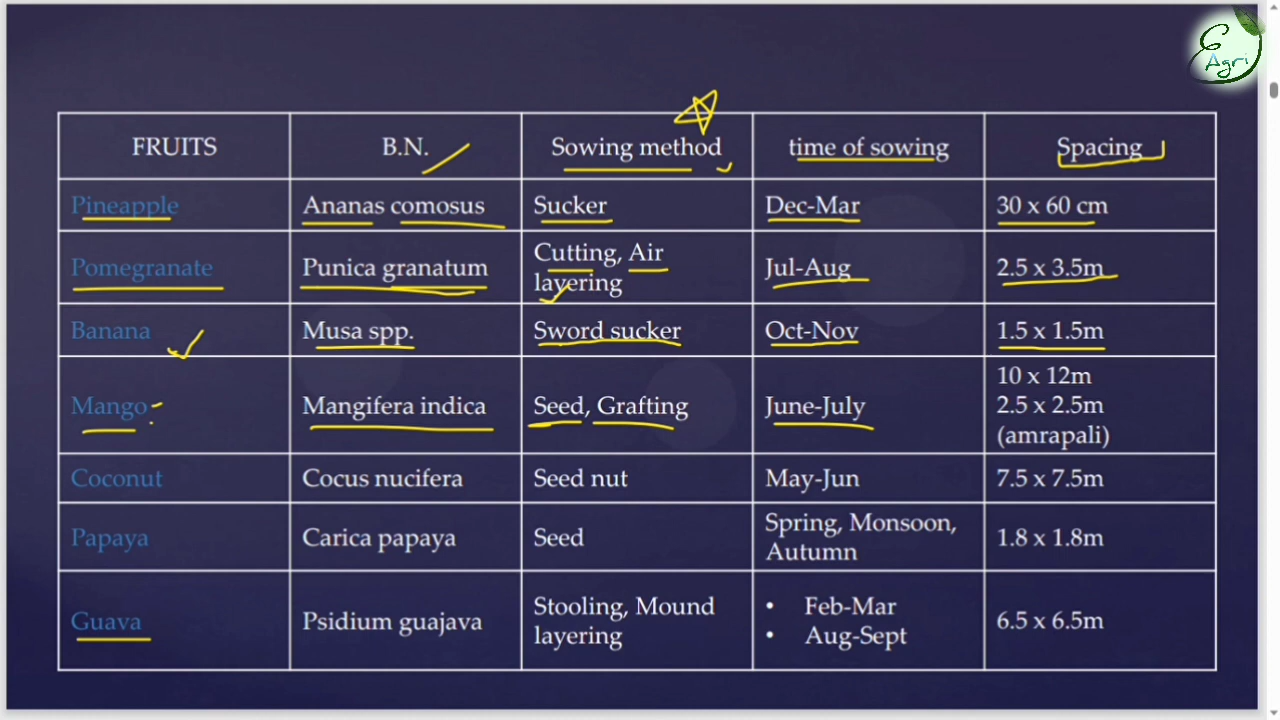 E Agri
FRUITS B.N. Sowing method time of sowing Spacing
Pineapple Ananas comosus Sucker Dec-Mar 30 x 60 cm
Pomegranate Punica granatum Cutting, Air layering Jul-Aug 2.5 x 3.5m
Banana Musa spp. Sword sucker Oct-Nov 1.5 x 1.5m
Mango Mangifera indica Seed, Grafting June-July 10 x 12m
2.5 x 2.5m
(amrapali)
Coconut Cocus nucifera Seed nut May-Jun 7.5 x 7.5m
Papaya Carica papaya Seed Spring, Monsoon, Autumn 1.8 x 1.8m
Guava Psidium guajava Stooling, Mound layering • Feb-Mar
• Aug-Sept 6.5 x 6.5m